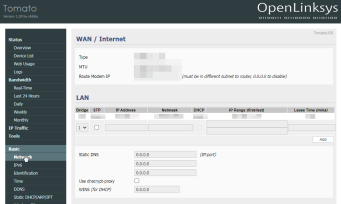 Tomato
OpenLinksys
Tomato RS
Status
Overview
Device List
Web Usage
Logs
Bandwidth
Real-Time
Last 24 Hours
Daily
Weekly
Monthly
IP Traffic
Tools
Basic
Network
IPv6
Identification
Time
DDNS
Static DHCP/ARP/IPT
WAN / Internet
Type
MTU
Route Modem IP (must be in different subnet to router, 0.0.0.0 to disable)
LAN
Bridge STP IP Address Netmask DHCP IP Range (first/last) Lease Time (mins)
1
Add
Static DNS 0.0.0.0 (IP:port)
0.0.0.0
0.0.0.0
Use dnscrypt-proxy
WINS (for DHCP) 0.0.0.0